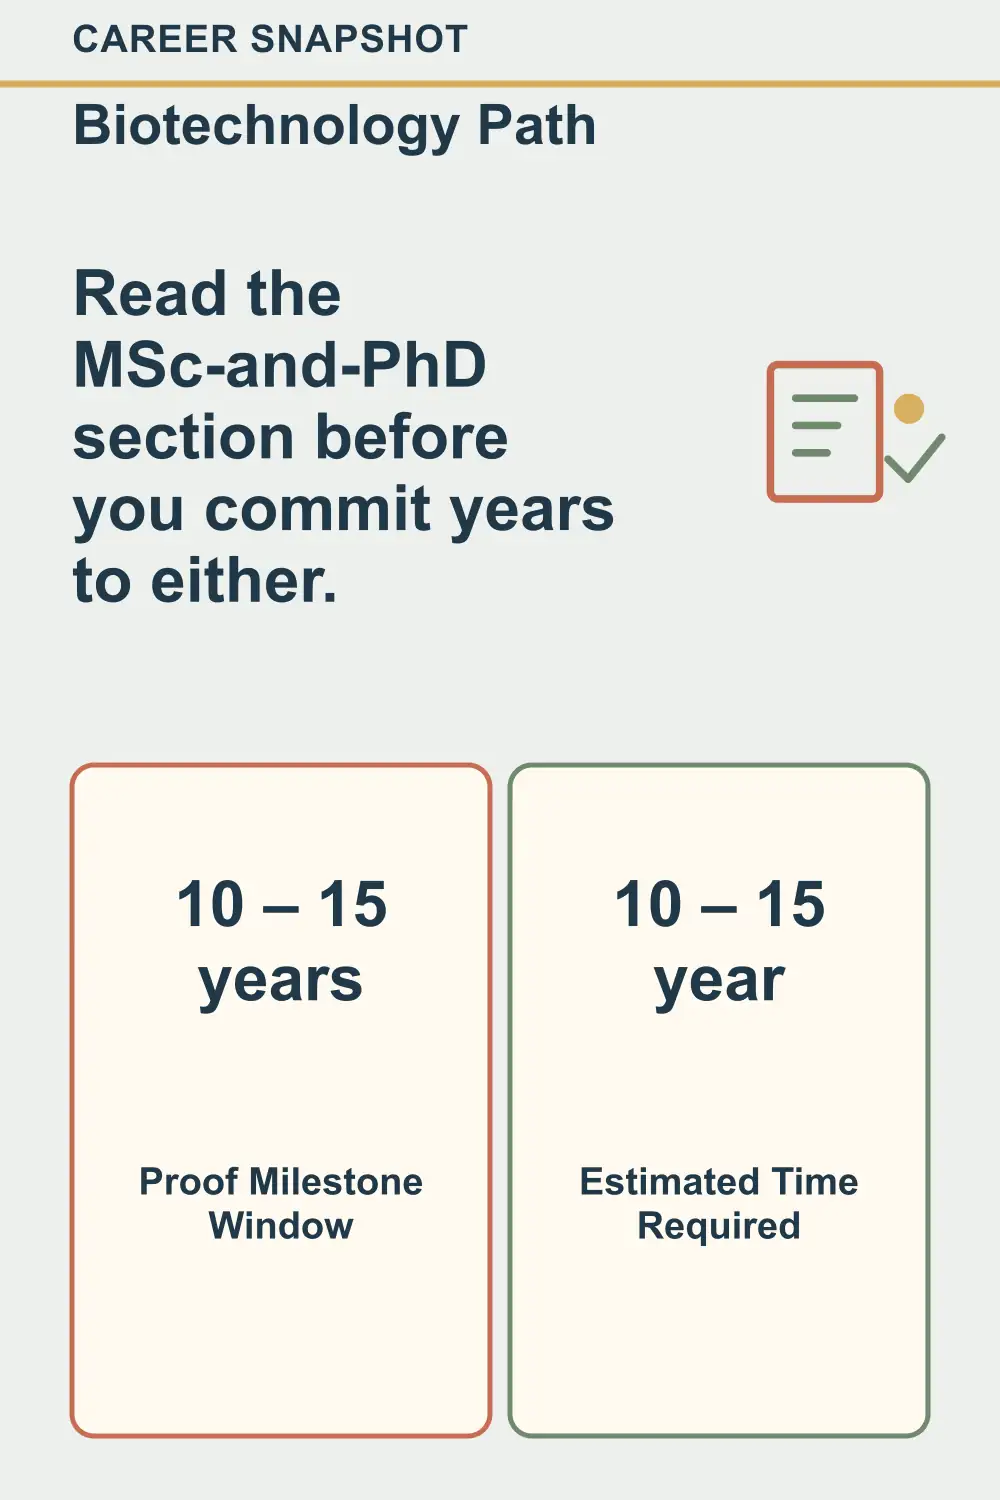 CAREER SNAPSHOT
Biotechnology Path
Read the
MSc-and-PhD
section before
you commit years
to either.
10 – 15
years
Proof Milestone
Window
10 – 15
year
Estimated Time
Required